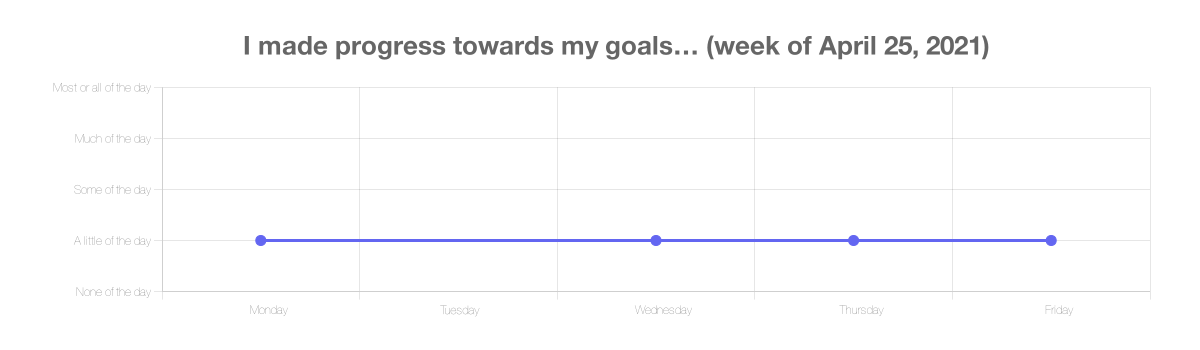 I made progress towards my goals… (week of April 25, 2021)
Most or all of the day
Much of the day
Some of the day
A little of the day
None of the day
Monday Tuesday Wednesday Thursday Friday